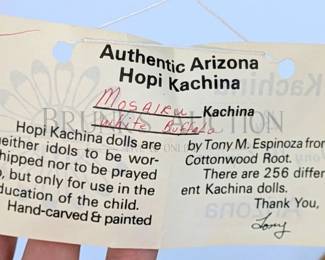 Authentic Arizona
Hopi Kachina
Mosairu Kachina
White Buffalo
Hopi Kachina dolls are
neither idols to be wor-
shipped nor to be prayed
, but only for use in the
ducation of the child.
Hand-carved & painted
by Tony M. Espinoza from
Cottonwood Root.
There are 256 differ
ent Kachina dolls.
Thank You,
Tony